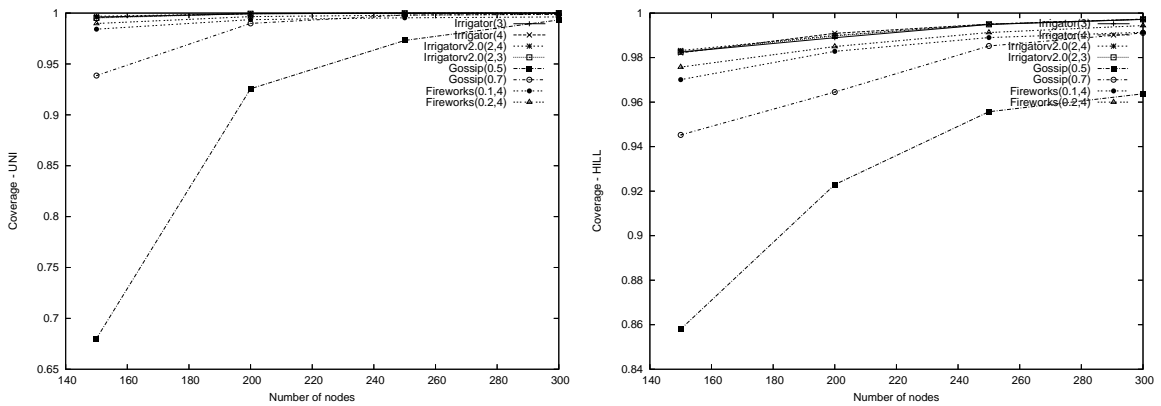 1
0.95
0.9
0.85
0.8
0.75
0.7
0.65
140
160
180
200
220
240
260
280
300
Coverage - UNI
Number of nodes
Irrigator(3)
Irrigator(4)
Irrigatorv2.0(2,4)
Irrigatorv2.0(2,3)
Gossip(0.5)
Gossip(0.7)
Fireworks(0.1,4)
Fireworks(0.2,4)
1
0.98
0.96
0.94
0.92
0.9
0.88
0.86
0.84
140
160
180
200
220
240
260
280
300
Coverage - HILL
Number of nodes
Irrigator(3)
Irrigator(4)
Irrigatorv2.0(2,4)
Irrigatorv2.0(2,3)
Gossip(0.5)
Gossip(0.7)
Fireworks(0.1,4)
Fireworks(0.2,4)